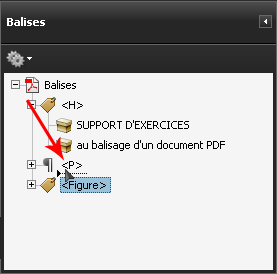 Balises
Balises
<H>
SUPPORT D'EXERCICES
au balisage d'un document PDF
<P>
<Figure>